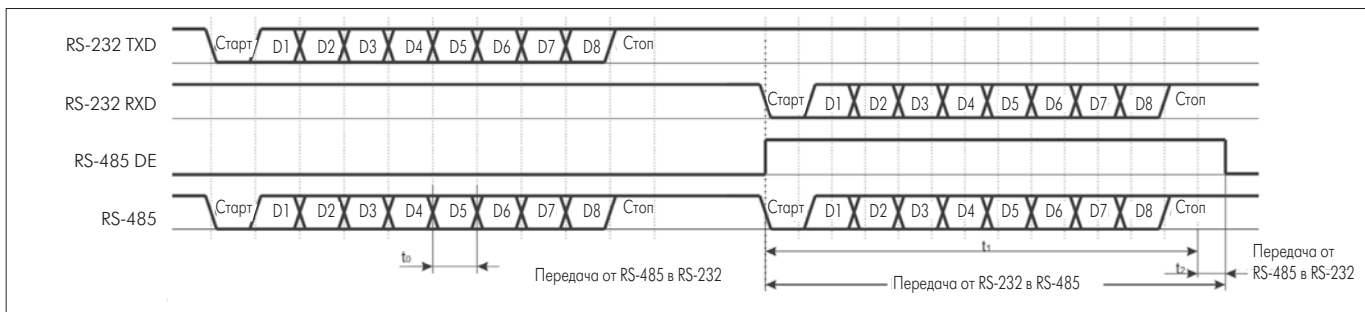 RS-232 TXD
Старт D1 D2 D3 D4 D5 D6 D7 D8 Стоп
RS-232 RXD
Старт D1 D2 D3 D4 D5 D6 D7 D8 Стоп
RS-485 DE
RS-485
Старт D1 D2 D3 D4 D5 D6 D7 D8 Стоп
Старт D1 D2 D3 D4 D5 D6 D7 D8 Стоп
t₀
Передача от RS-485 в RS-232
t₁
Передача от RS-232 в RS-485
t₂
Передача от
RS-485 в RS-232